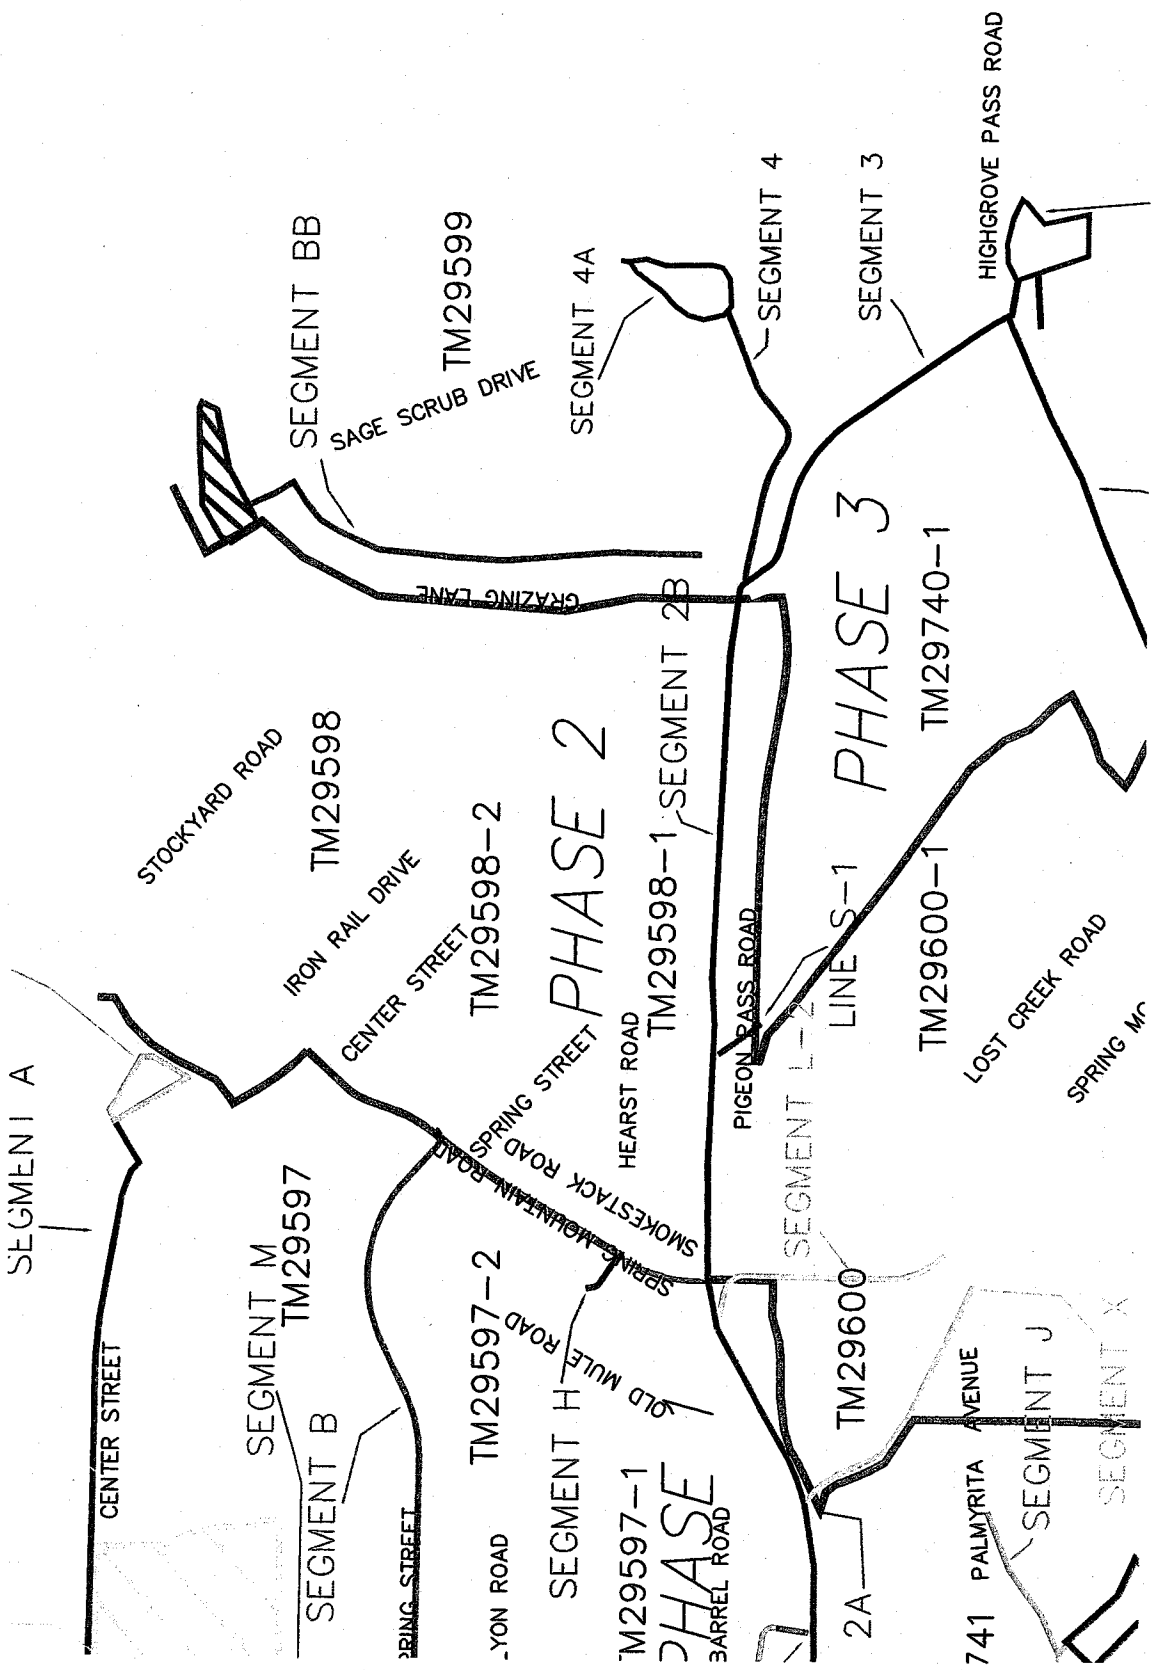 SEGMENT A
CENTER STREET
SEGMENT M
TM29597
SEGMENT B
STOCKYARD ROAD
TM29598
IRON RAIL DRIVE
CENTER STREET
TM29598-2
PHASE 2
SPRING STREET
HEARST ROAD
TM29598-1
SEGMENT BB
SAGE SCRUB DRIVE
TM29599
SEGMENT 4A
SEGMENT 4
SEGMENT 3
HIGHGROVE PASS ROAD
GRAZING LANE
SEGMENT 2B
PHASE 3
TM29740-1
PIGEON PASS ROAD
LINE S-1
TM29600-1
LOST CREEK ROAD
SPRING MO
SEGMENT L-2
SPRING MOUNTAIN ROAD
SMOKESTACK ROAD
SPRING
TM29597-2
OLD MULE ROAD
SEGMENT H
PRING STREET
YON ROAD
TM29597-1
PHASE 1
BARREL ROAD
TM29600
2A
741
PALMYRITA AVENUE
SEGMENT J
SEGMENT X